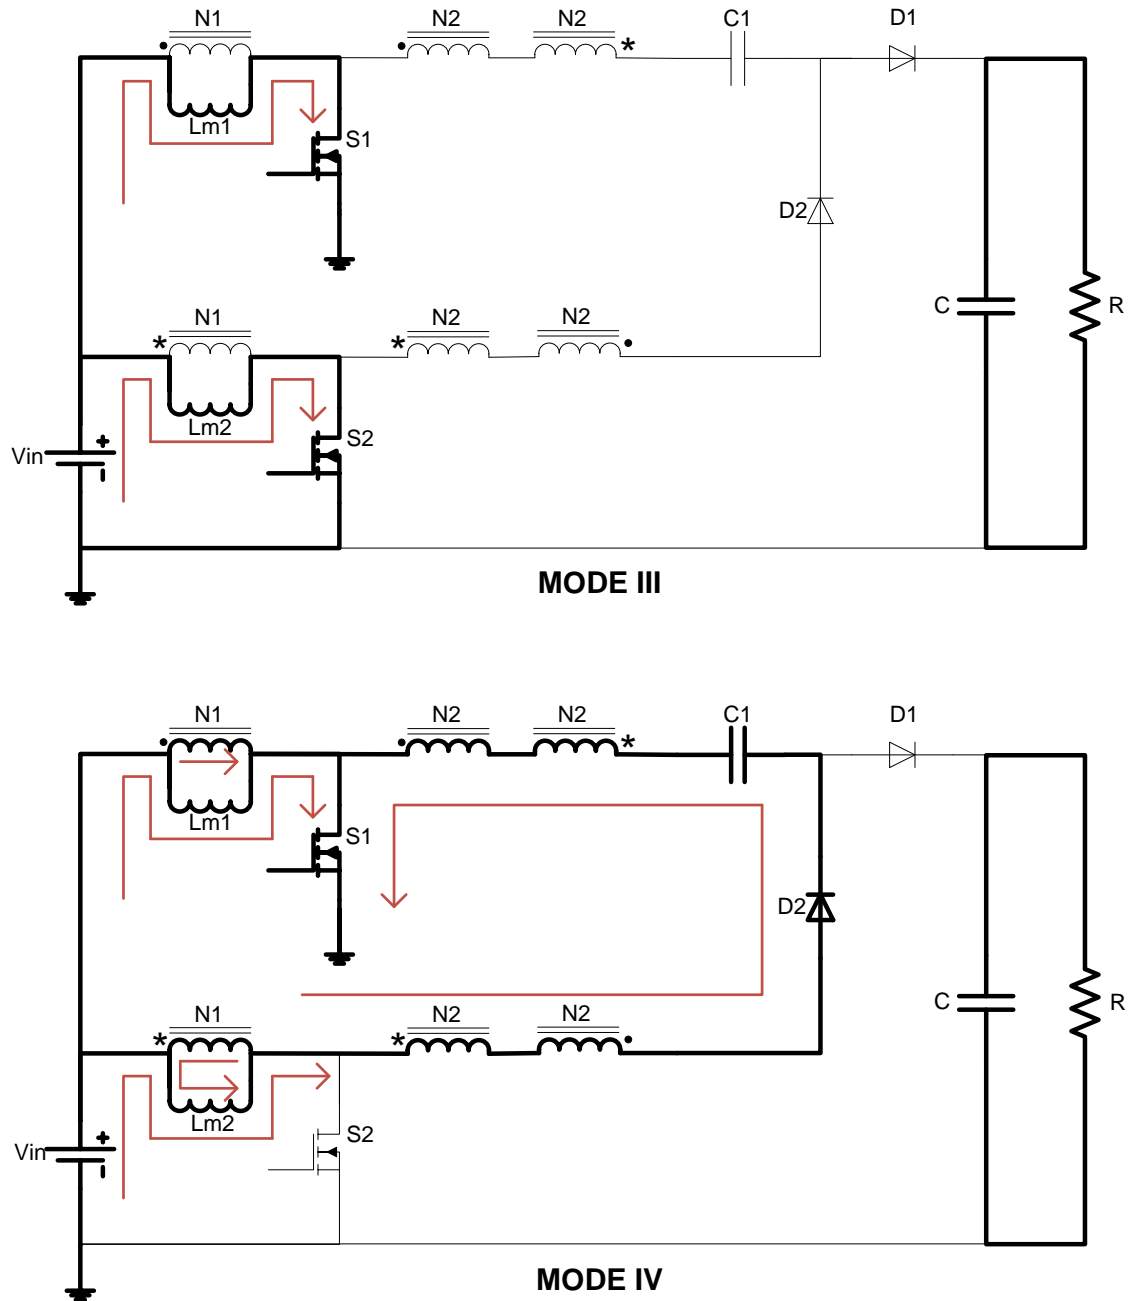 N1 N2 N2 C1 D1
• • *
Lm1
S1
D2
N1 N2 N2
* * •
C R
Lm2
S2
Vin + -
MODE III
N1 N2 N2 C1 D1
• • *
Lm1
S1
D2
N1 N2 N2
* * •
C R
Lm2
S2
Vin + -
MODE IV